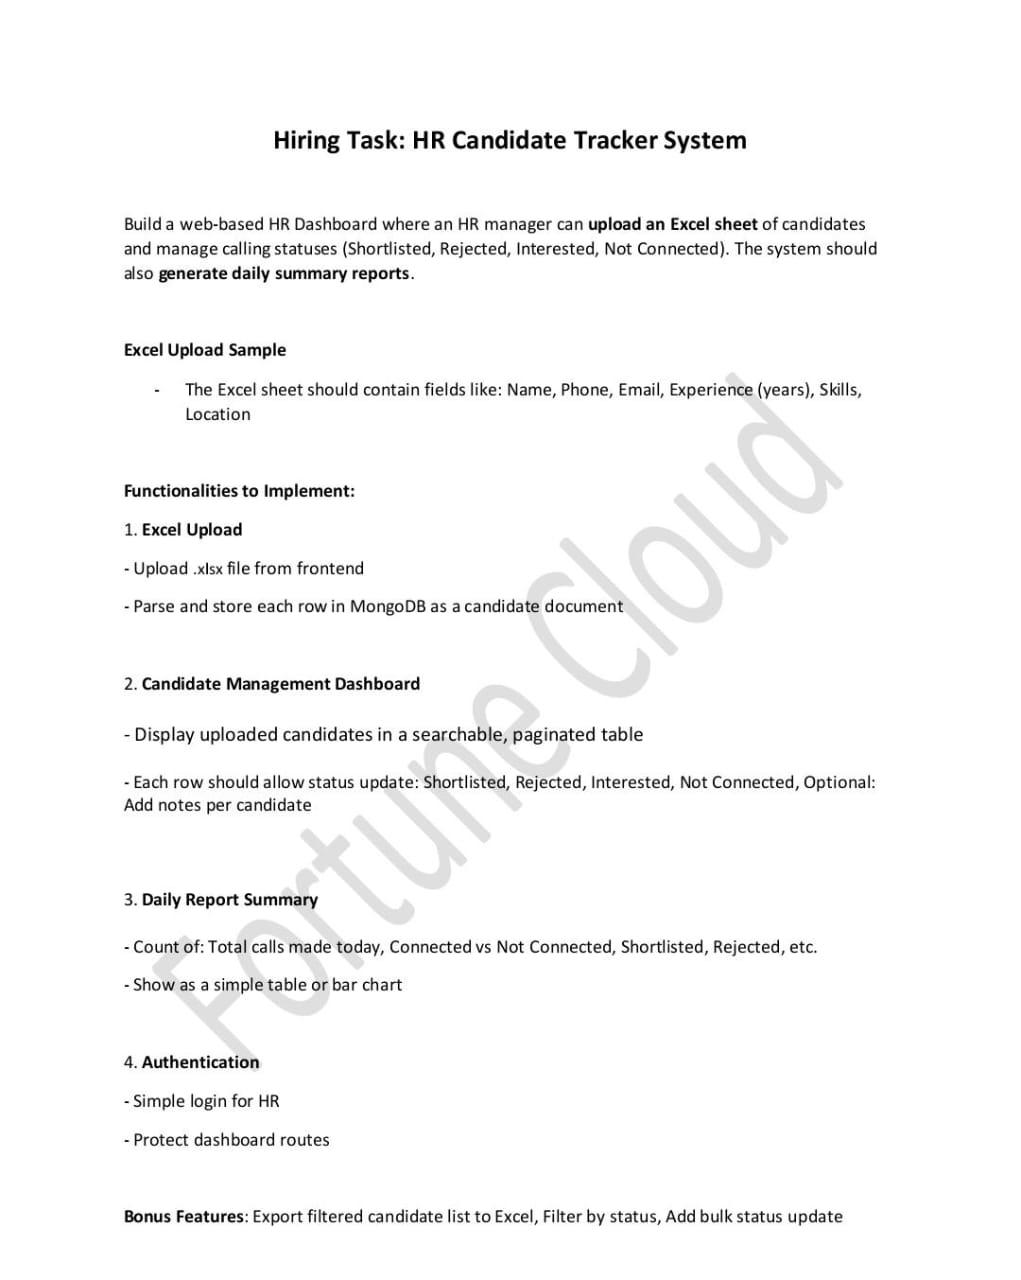 Hiring Task: HR Candidate Tracker System
Build a web-based HR Dashboard where an HR manager can upload an Excel sheet of candidates
and manage calling statuses (Shortlisted, Rejected, Interested, Not Connected). The system should
also generate daily summary reports.
Excel Upload Sample
- The Excel sheet should contain fields like: Name, Phone, Email, Experience (years), Skills,
Location
Functionalities to Implement:
1. Excel Upload
- Upload .xlsx file from frontend
- Parse and store each row in MongoDB as a candidate document
2. Candidate Management Dashboard
- Display uploaded candidates in a searchable, paginated table
- Each row should allow status update: Shortlisted, Rejected, Interested, Not Connected, Optional:
Add notes per candidate
3. Daily Report Summary
- Count of: Total calls made today, Connected vs Not Connected, Shortlisted, Rejected, etc.
- Show as a simple table or bar chart
4. Authentication
- Simple login for HR
- Protect dashboard routes
Bonus Features: Export filtered candidate list to Excel, Filter by status, Add bulk status update
Fortune Cloud